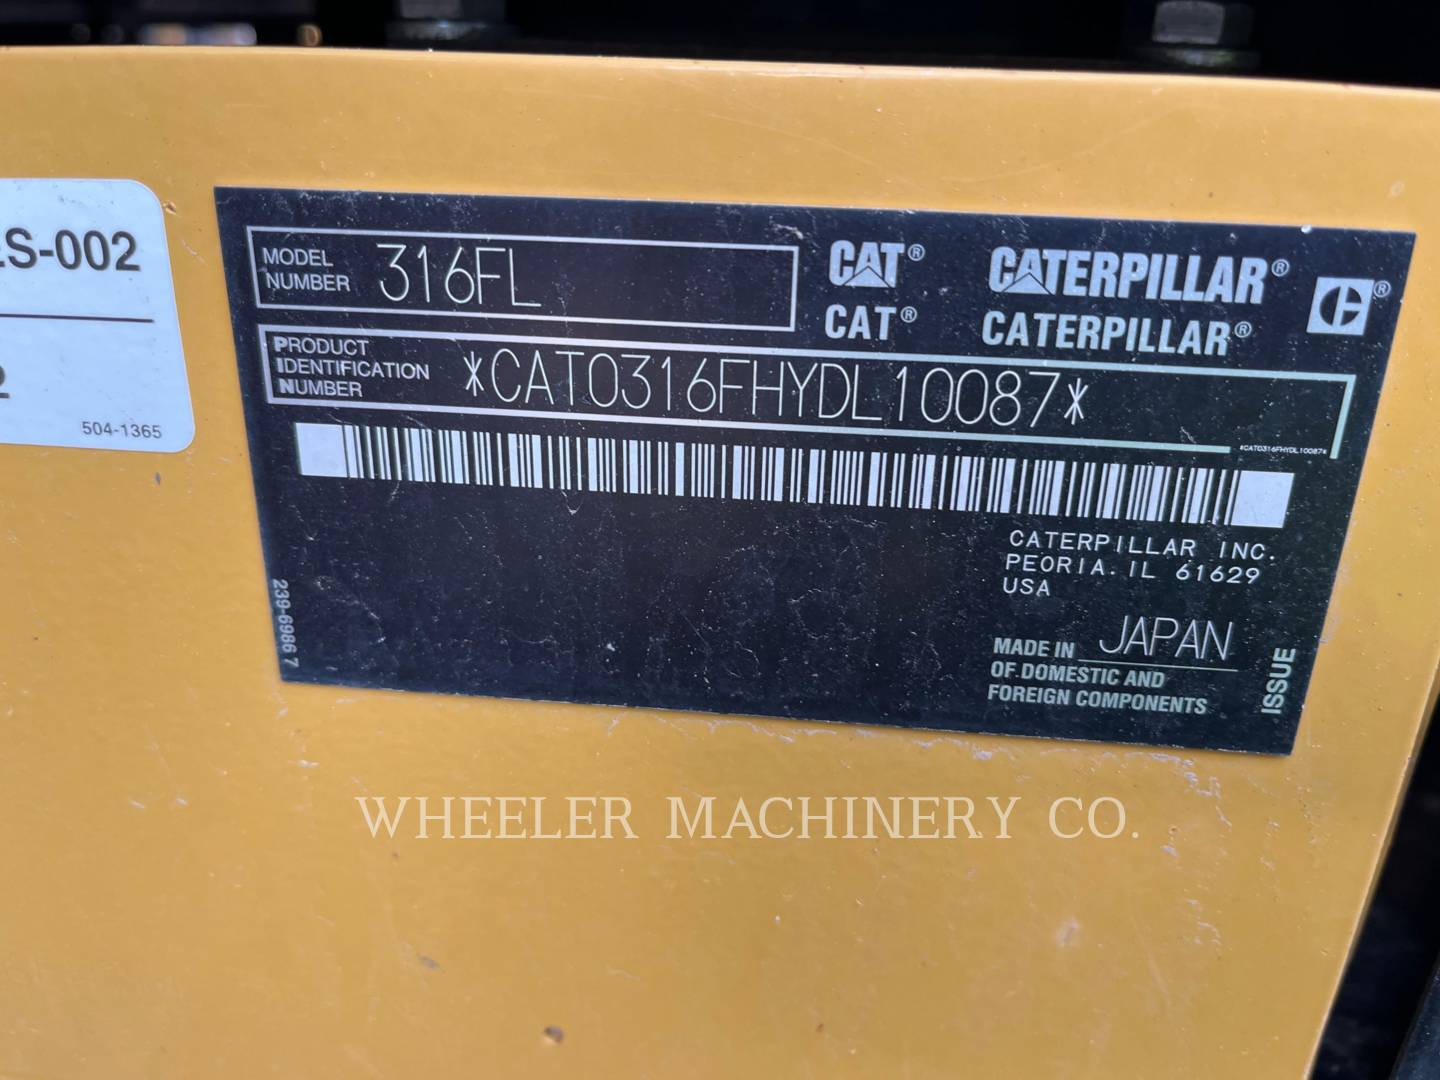 S-002
2
504-1365
MODEL NUMBER 316FL
CAT® CATERPILLAR®
CAT® CATERPILLAR®
PRODUCT IDENTIFICATION NUMBER *CAT0316FHYDL10087*
*CAT0316FHYDL10087*
CATERPILLAR INC.
PEORIA. IL 61629
USA
MADE IN JAPAN
OF DOMESTIC AND
FOREIGN COMPONENTS
ISSUE
239-6986 7
WHEELER MACHINERY CO.